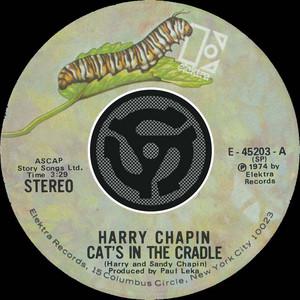 elektra
ASCAP
Story Songs Ltd.
Time 3:29
STEREO
E - 45203 - A
(SP)
℗ 1974 by
Elektra
Records
HARRY CHAPIN
CAT'S IN THE CRADLE
(Harry and Sandy Chapin)
Produced by Paul Leka
Elektra Records, 15 Columbus Circle, New York City 10023